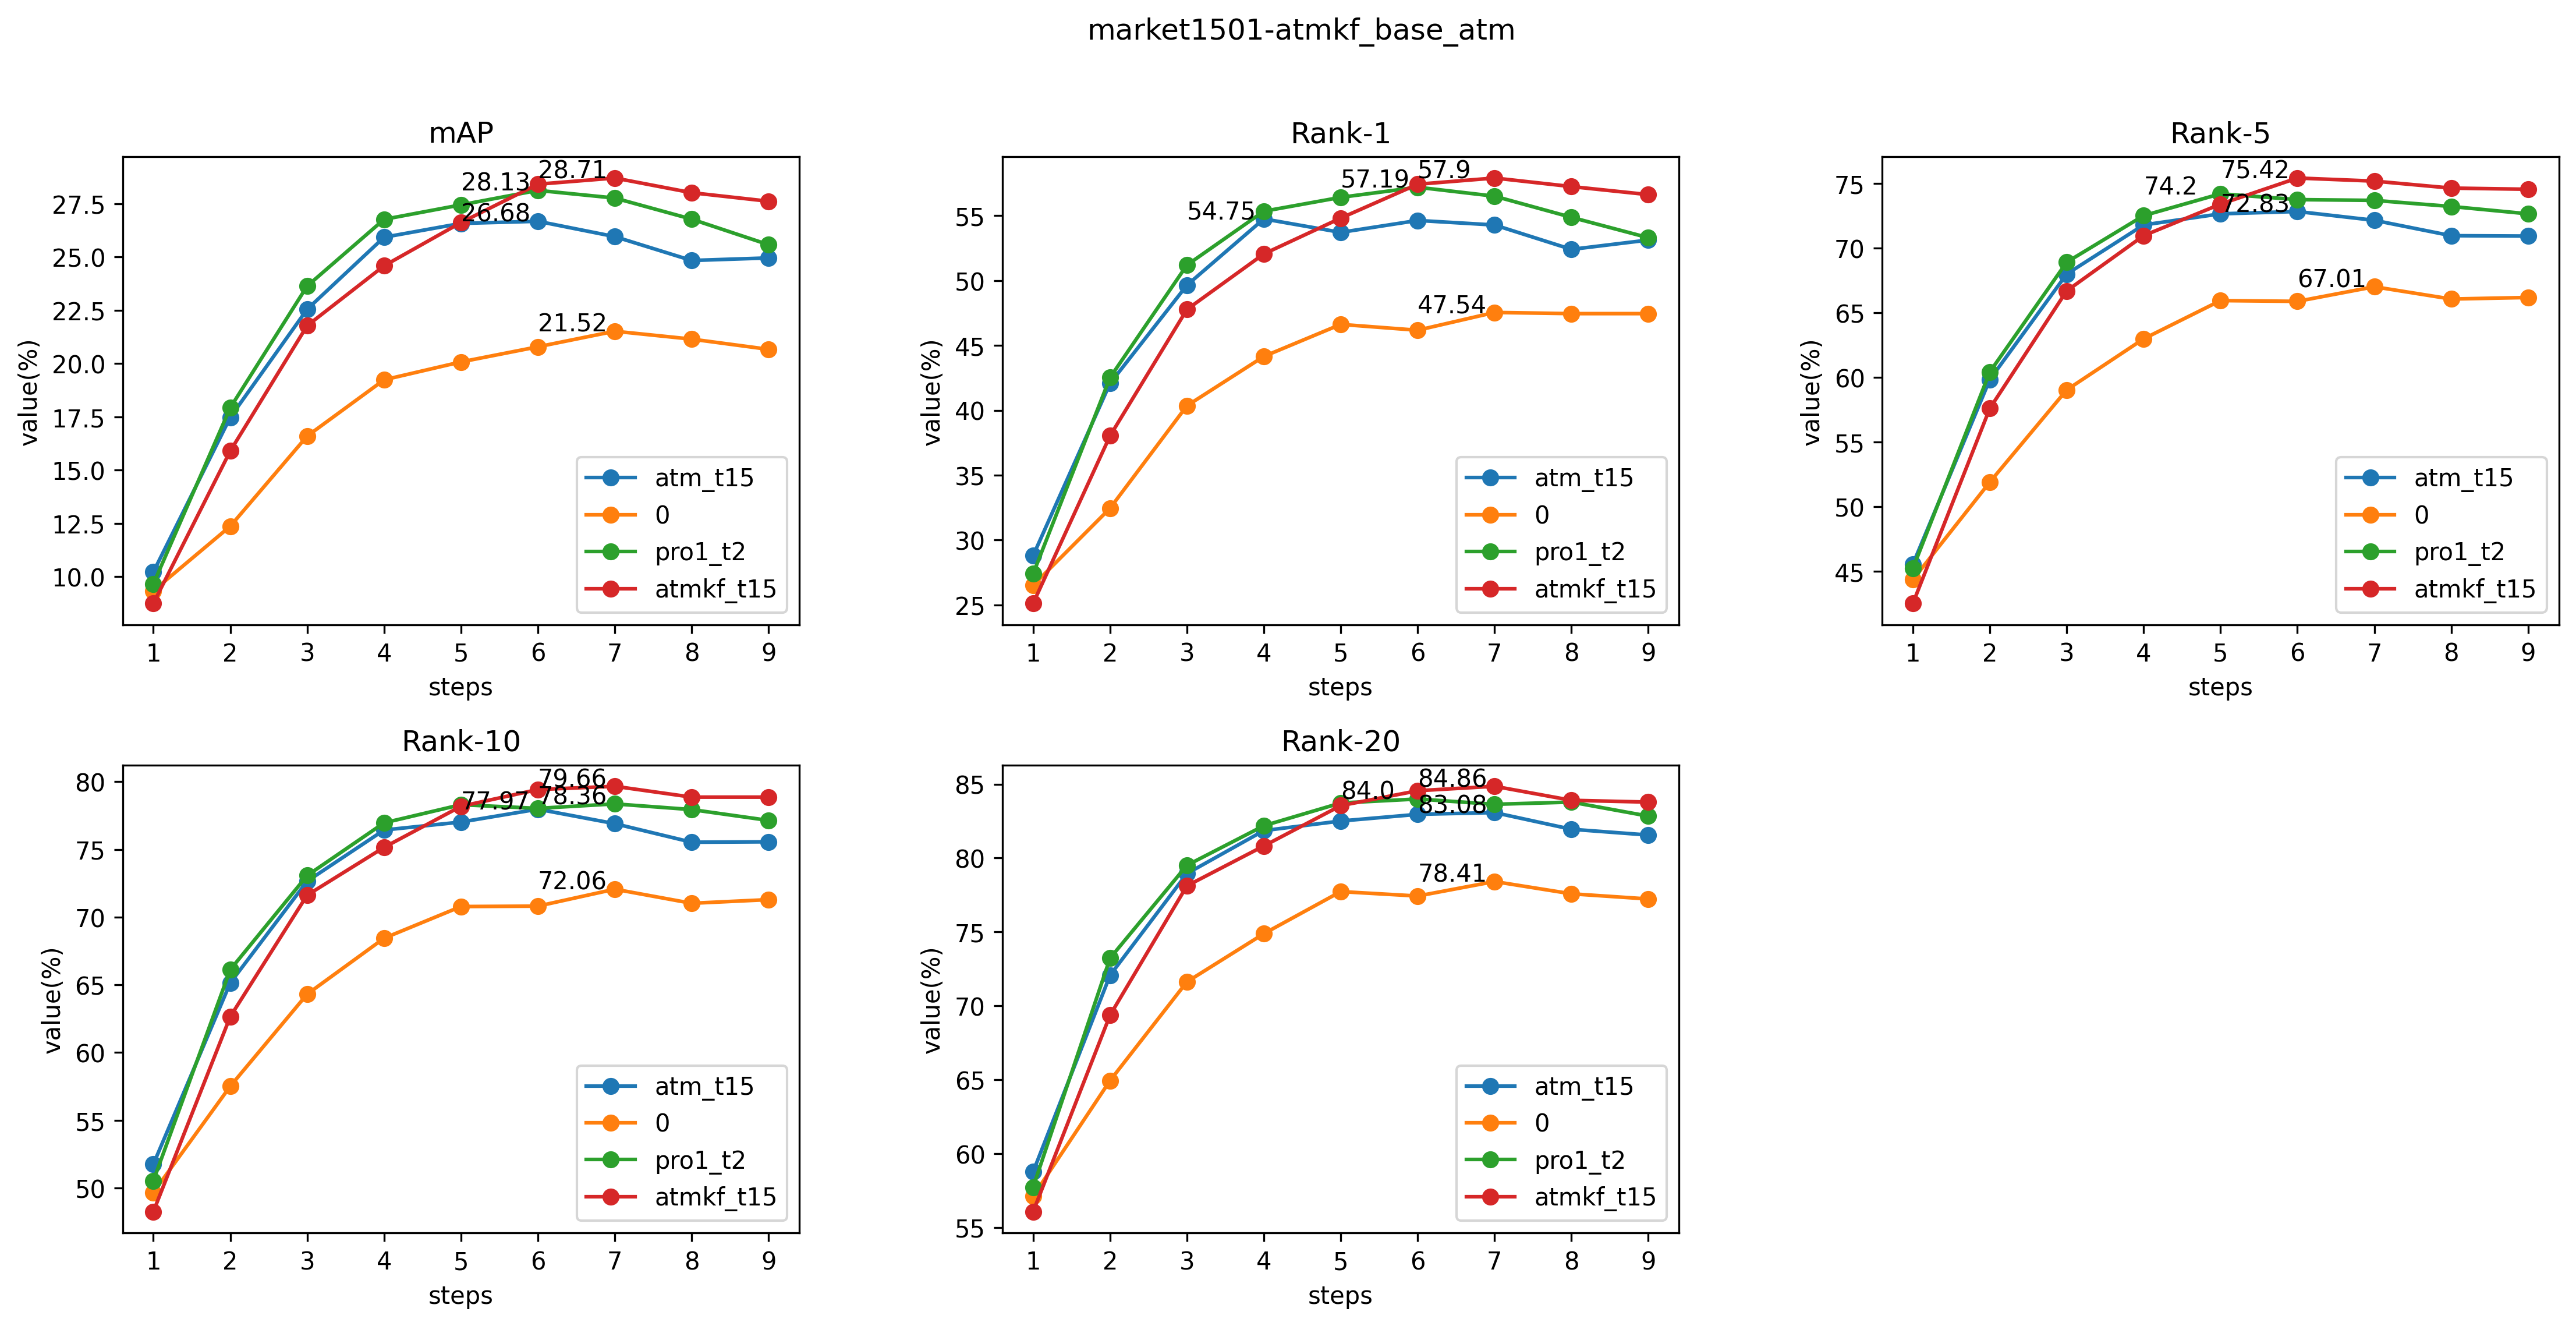 market1501-atmkf_base_atm
mAP
28.71
28.13
26.68
21.52
27.5
25.0
22.5
20.0
17.5
15.0
12.5
10.0
value(%)
atm_t15
0
pro1_t2
atmkf_t15
1 2 3 4 5 6 7 8 9
steps
Rank-1
57.9
57.19
54.75
47.54
55
50
45
40
35
30
25
value(%)
atm_t15
0
pro1_t2
atmkf_t15
1 2 3 4 5 6 7 8 9
steps
Rank-5
75.42
74.2
72.83
67.01
75
70
65
60
55
50
45
value(%)
atm_t15
0
pro1_t2
atmkf_t15
1 2 3 4 5 6 7 8 9
steps
Rank-10
79.66
78.36
77.97
72.06
80
75
70
65
60
55
50
value(%)
atm_t15
0
pro1_t2
atmkf_t15
1 2 3 4 5 6 7 8 9
steps
Rank-20
84.86
84.0
83.08
78.41
85
80
75
70
65
60
55
value(%)
atm_t15
0
pro1_t2
atmkf_t15
1 2 3 4 5 6 7 8 9
steps